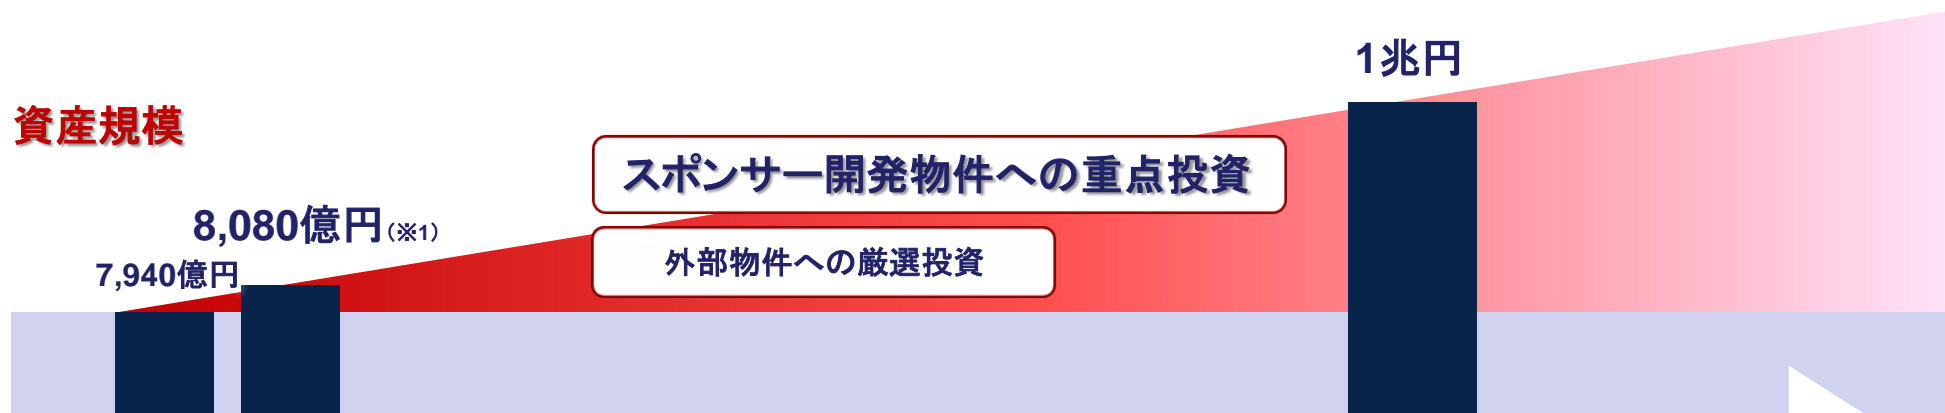 1兆円
資産規模
スポンサー開発物件への重点投資
8,080億円(※1)
外部物件への厳選投資
7,940億円